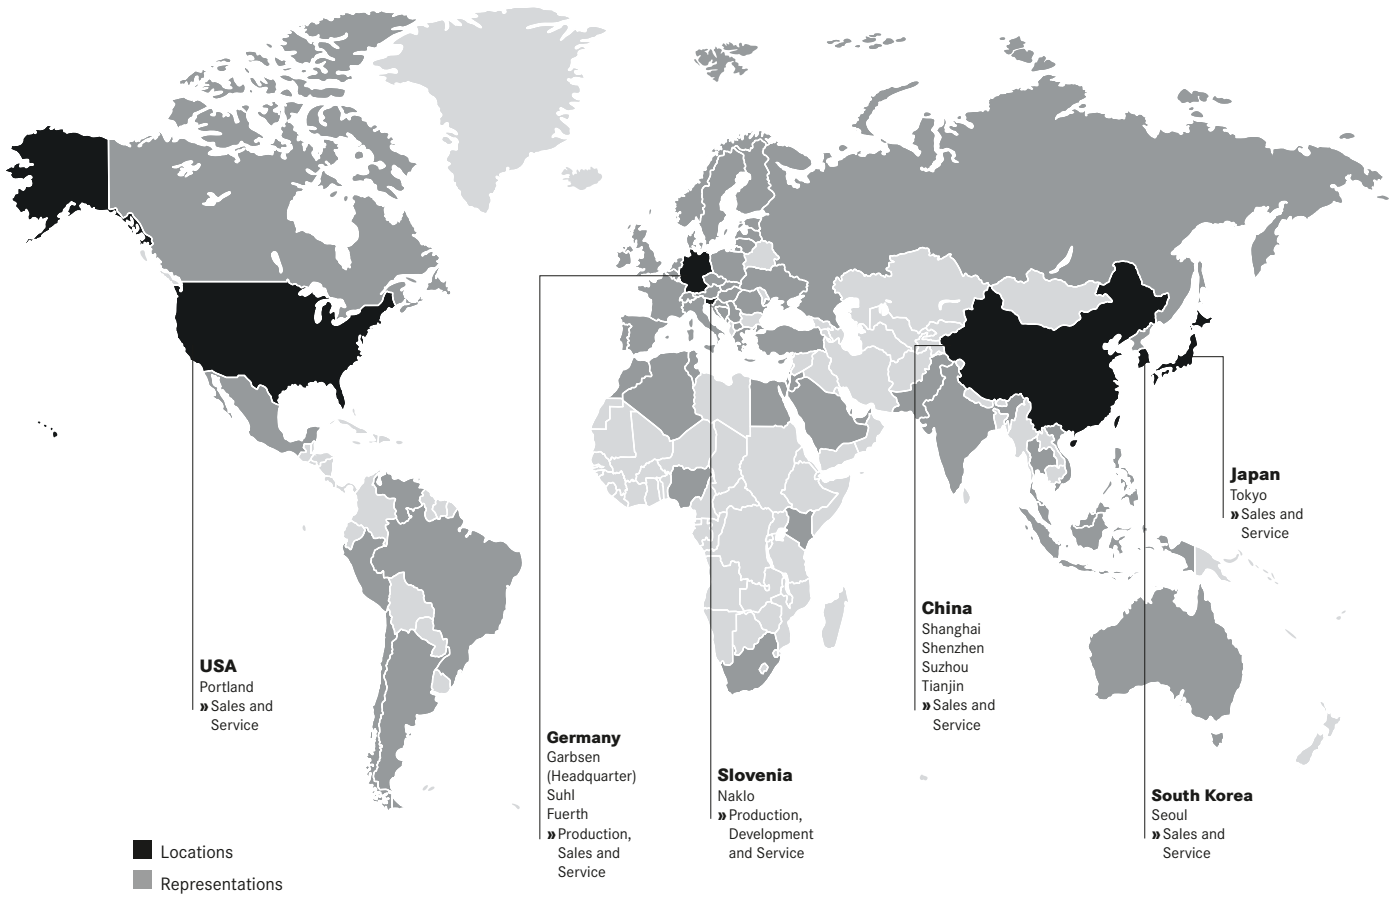 USA
Portland
» Sales and
Service
Germany
Garbsen
(Headquarter)
Suhl
Fuerth
» Production,
Sales and
Service
Slovenia
Naklo
» Production,
Development
and Service
China
Shanghai
Shenzhen
Suzhou
Tianjin
» Sales and
Service
South Korea
Seoul
» Sales and
Service
Japan
Tokyo
» Sales and
Service
Locations
Representations